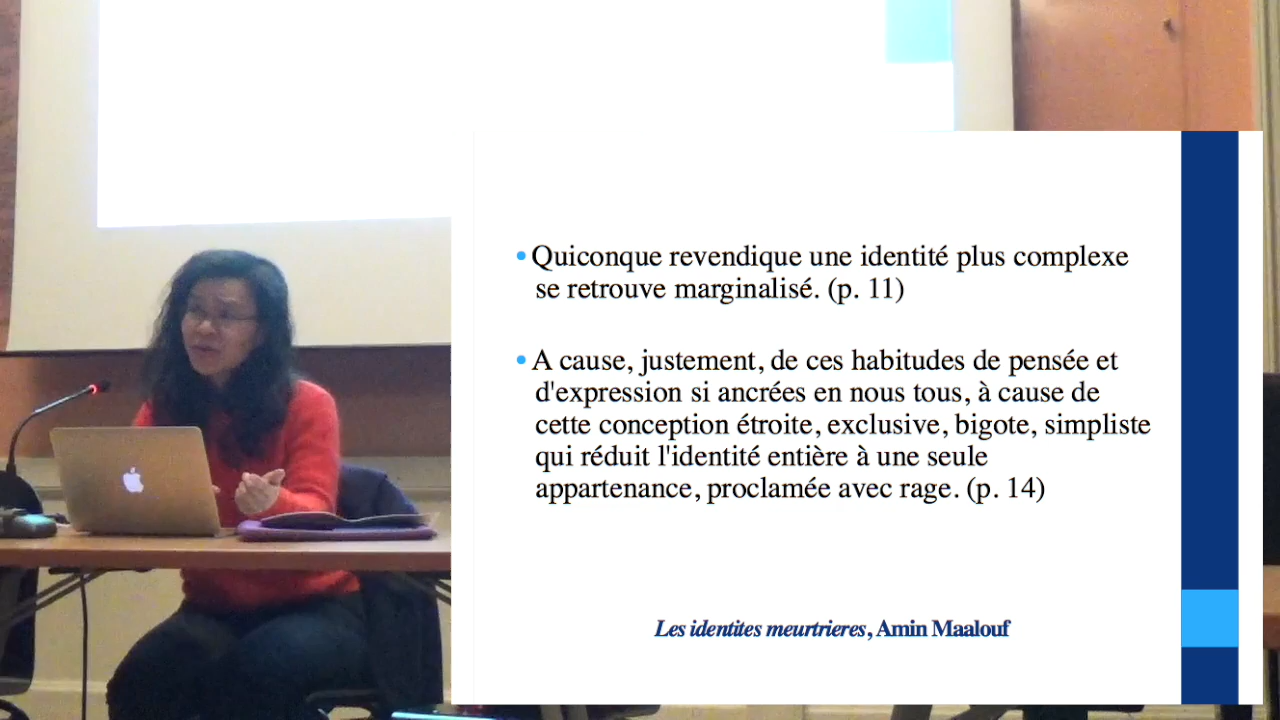 • Quiconque revendique une identité plus complexe
se retrouve marginalisé. (p. 11)
• A cause, justement, de ces habitudes de pensée et
d'expression si ancrées en nous tous, à cause de
cette conception étroite, exclusive, bigote, simpliste
qui réduit l'identité entière à une seule
appartenance, proclamée avec rage. (p. 14)
Les identites meurtrieres, Amin Maalouf